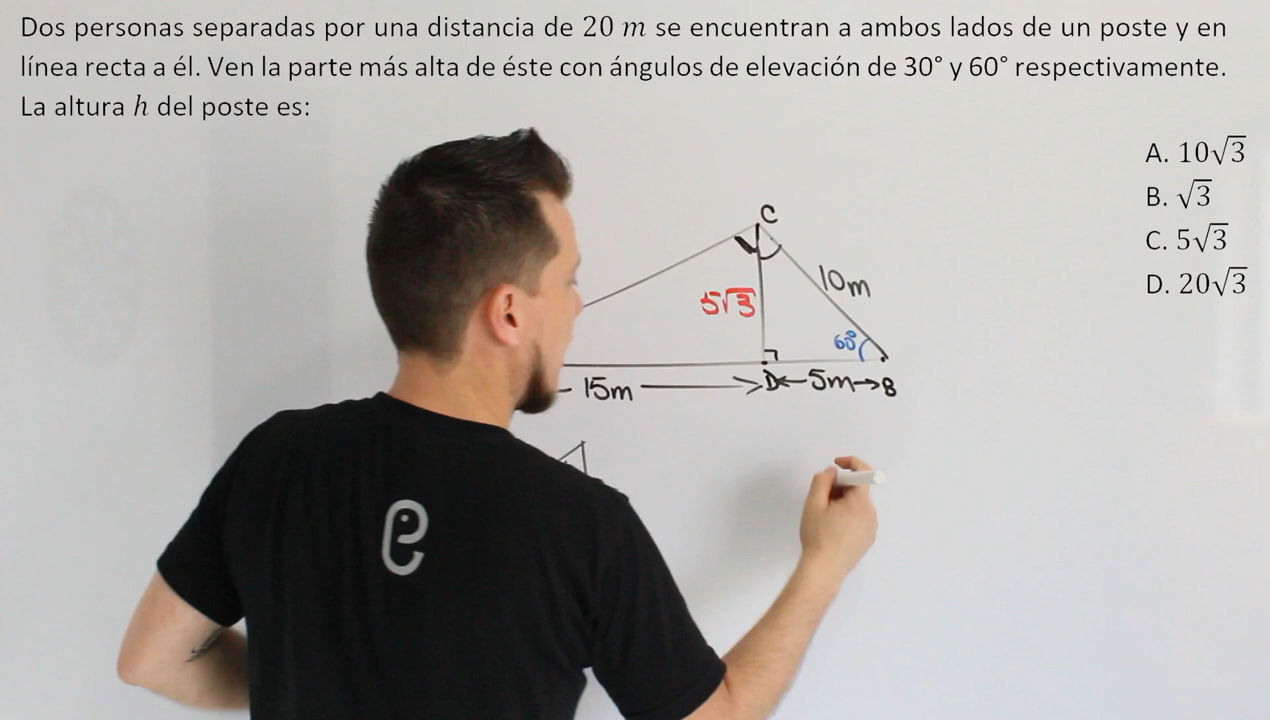 Dos personas separadas por una distancia de 20 m se encuentran a ambos lados de un poste y en
línea recta a él. Ven la parte más alta de éste con ángulos de elevación de 30° y 60° respectivamente.
La altura h del poste es:
A. 10√3
B. √3
C. 5√3
D. 20√3
C
10m
5√3
60°
15m
D
5m
B
e